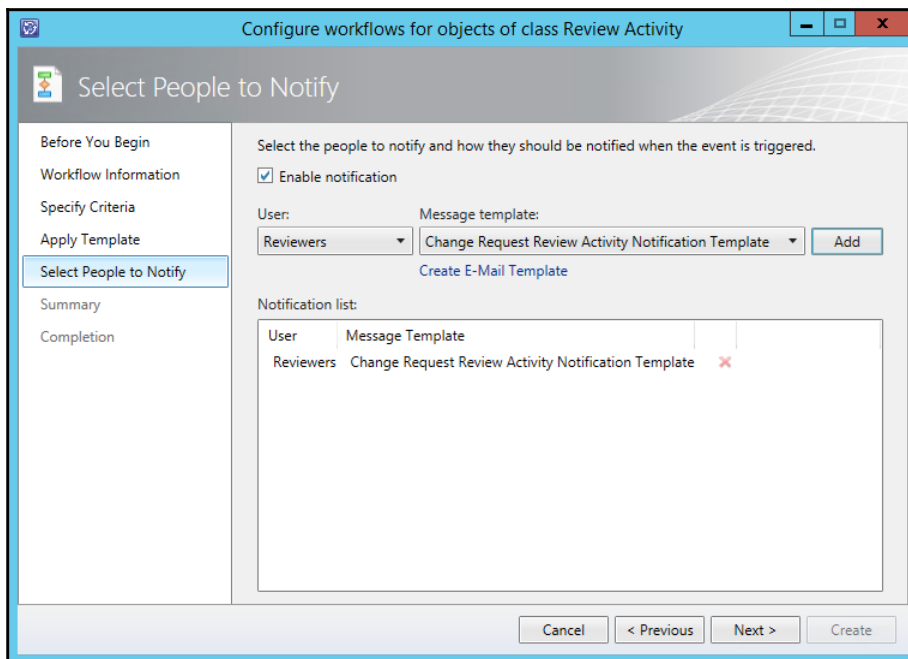 Configure workflows for objects of class Review Activity
Select People to Notify
Before You Begin
Workflow Information
Specify Criteria
Apply Template
Select People to Notify
Summary
Completion
Select the people to notify and how they should be notified when the event is triggered.
Enable notification
User: Message template:
Reviewers Change Request Review Activity Notification Template Add
Create E-Mail Template
Notification list:
User Message Template
Reviewers Change Request Review Activity Notification Template
Cancel < Previous Next > Create